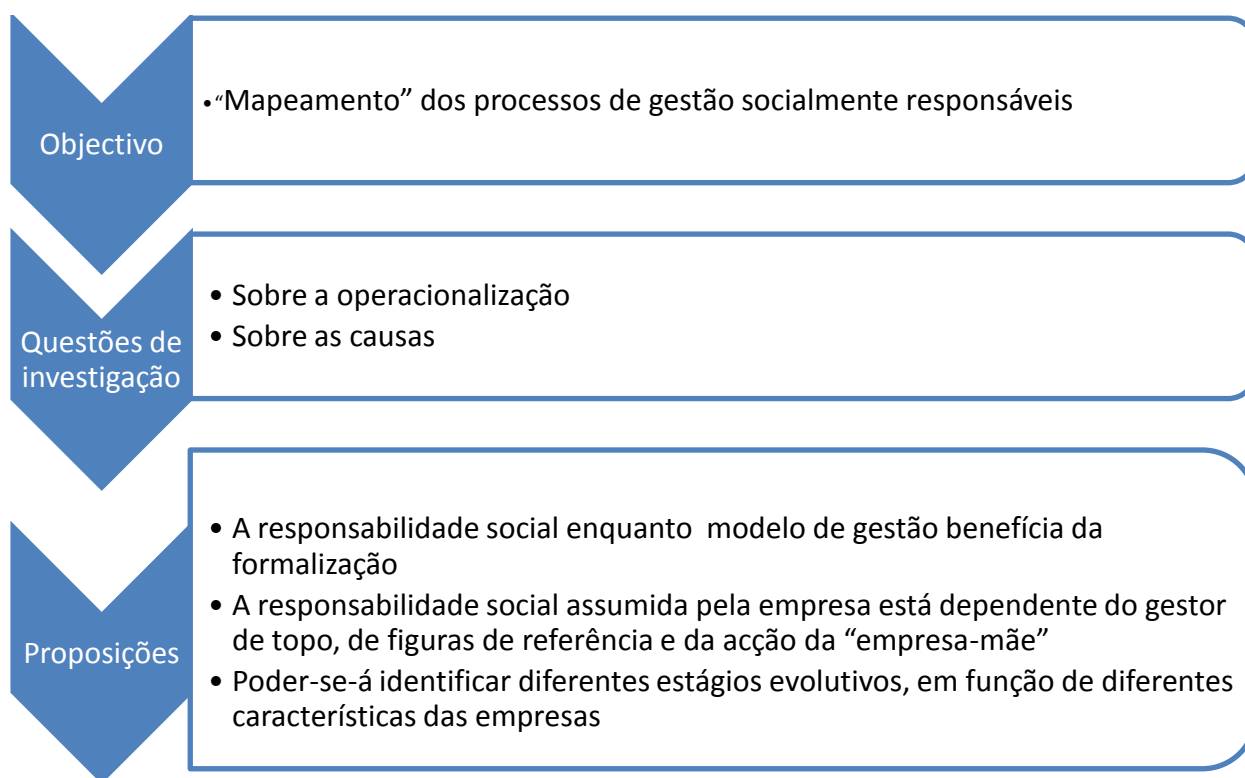 Objectivo
• “Mapeamento” dos processos de gestão socialmente responsáveis
Questões de
investigação
• Sobre a operacionalização
• Sobre as causas
Proposições
• A responsabilidade social enquanto modelo de gestão benefícia da
formalização
• A responsabilidade social assumida pela empresa está dependente do gestor
de topo, de figuras de referência e da acção da “empresa-mãe”
• Poder-se-á identificar diferentes estágios evolutivos, em função de diferentes
características das empresas